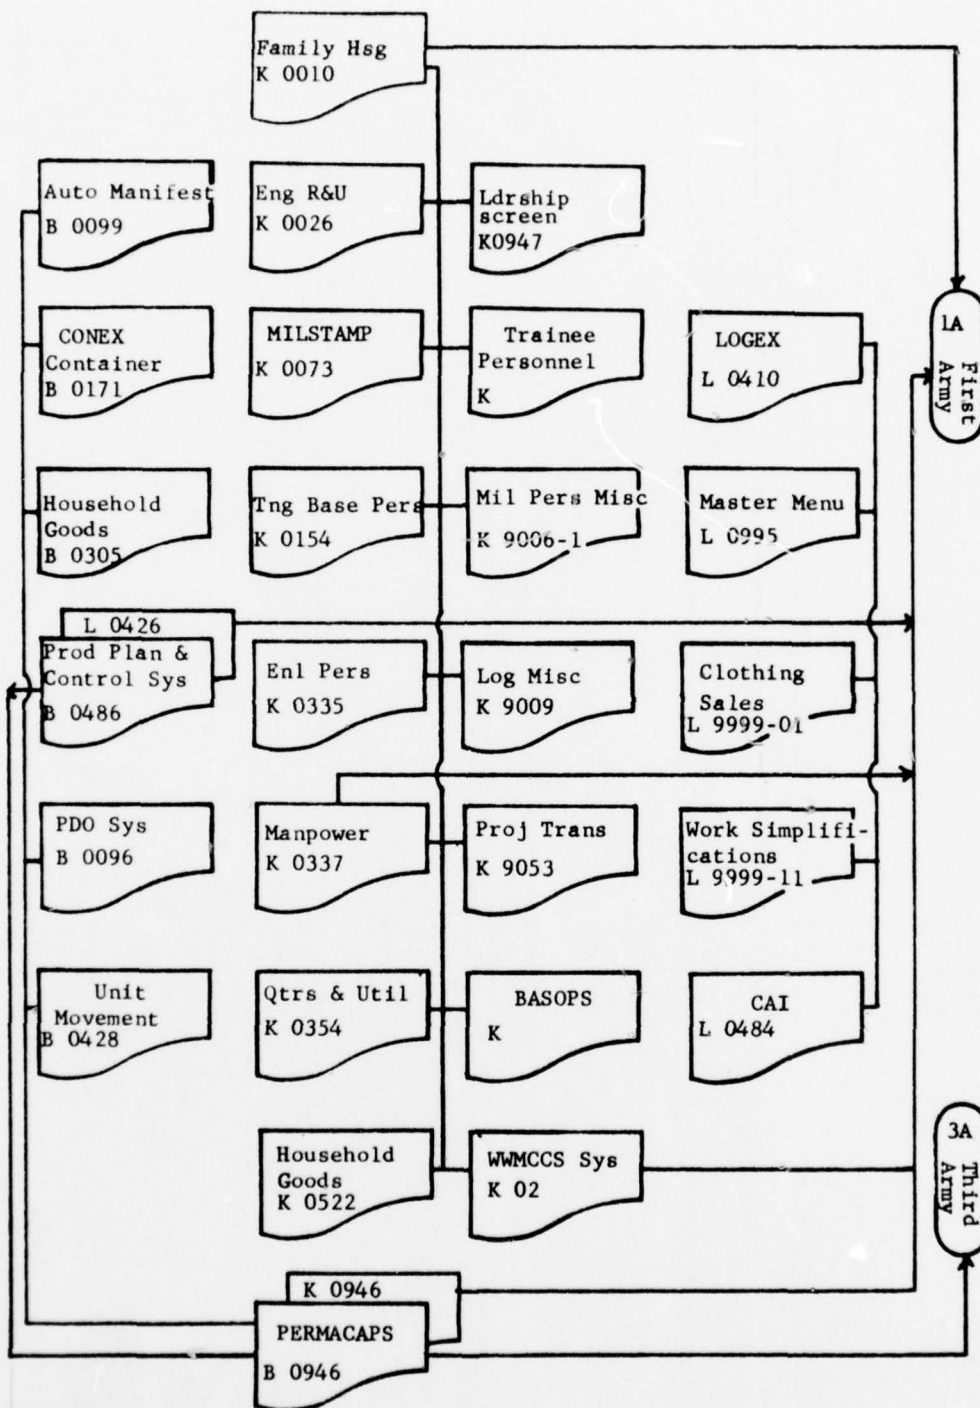 Family Hsg
K 0010
Auto Manifest
B 0099
Eng R&U
K 0026
Ldrship
screen
K0947
CONEX
Container
B 0171
MILSTAMP
K 0073
Trainee
Personnel
K
LOGEX
L 0410
1A First
Army
Household
Goods
B 0305
Tng Base Pers
K 0154
Mil Pers Misc
K 9006-1
Master Menu
L 0995
L 0426
Prod Plan &
Control Sys
B 0486
Enl Pers
K 0335
Log Misc
K 9009
Clothing
Sales
L 9999-01
PDO Sys
B 0096
Manpower
K 0337
Proj Trans
K 9053
Work Simplifi-
cations
L 9999-11
Unit
Movement
B 0428
Qtrs & Util
K 0354
BASOPS
K
CAI
L 0484
Household
Goods
K 0522
WWMCCS Sys
K 02
3A Third
Army
K 0946
PERMACAPS
B 0946